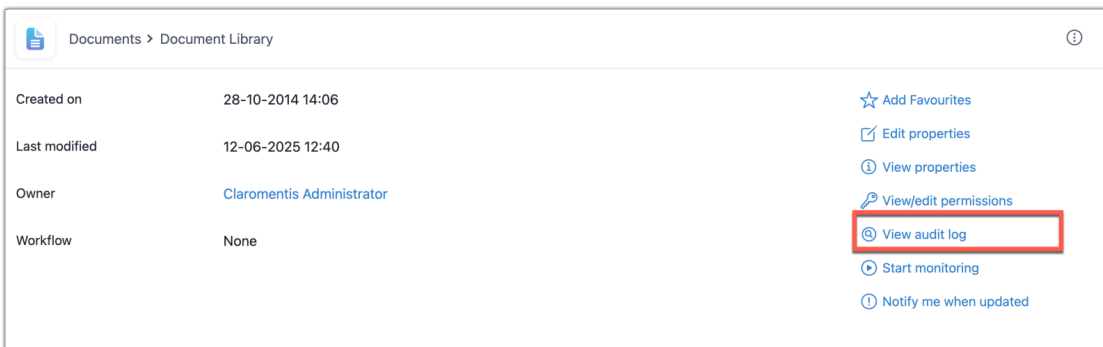 Documents > Document Library
Created on 28-10-2014 14:06
Add Favourites
Edit properties
Last modified 12-06-2025 12:40
View properties
Owner Claromentis Administrator
View/edit permissions
Workflow None
View audit log
Start monitoring
Notify me when updated